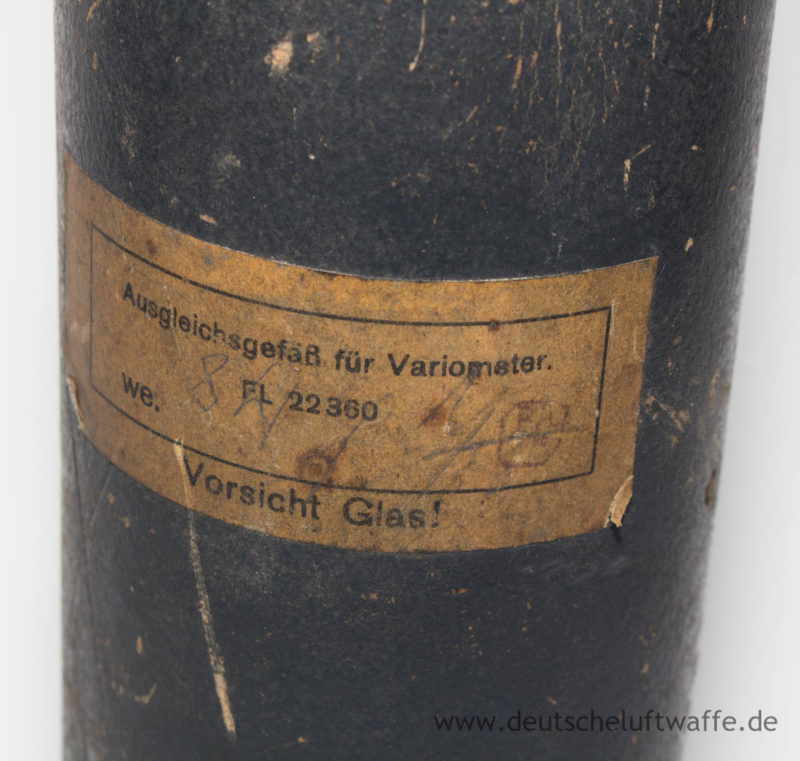 Ausgleichsgefäß für Variometer.
FL 22360
we.
Vorsicht Glas!
www.deutscheluftwaffe.de